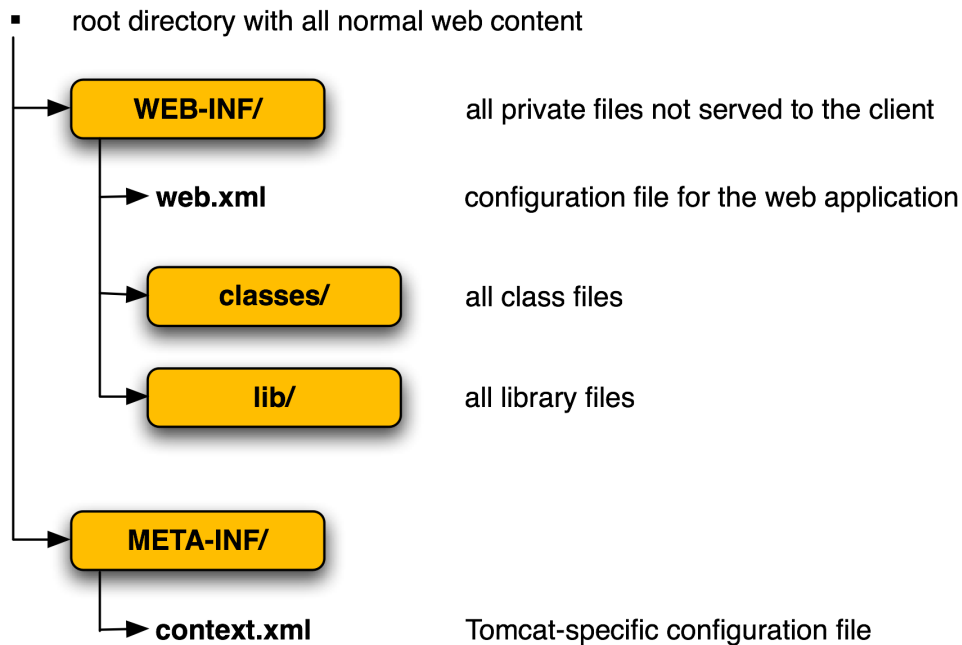 root directory with all normal web content
WEB-INF/ all private files not served to the client
web.xml configuration file for the web application
classes/ all class files
lib/ all library files
META-INF/
context.xml Tomcat-specific configuration file